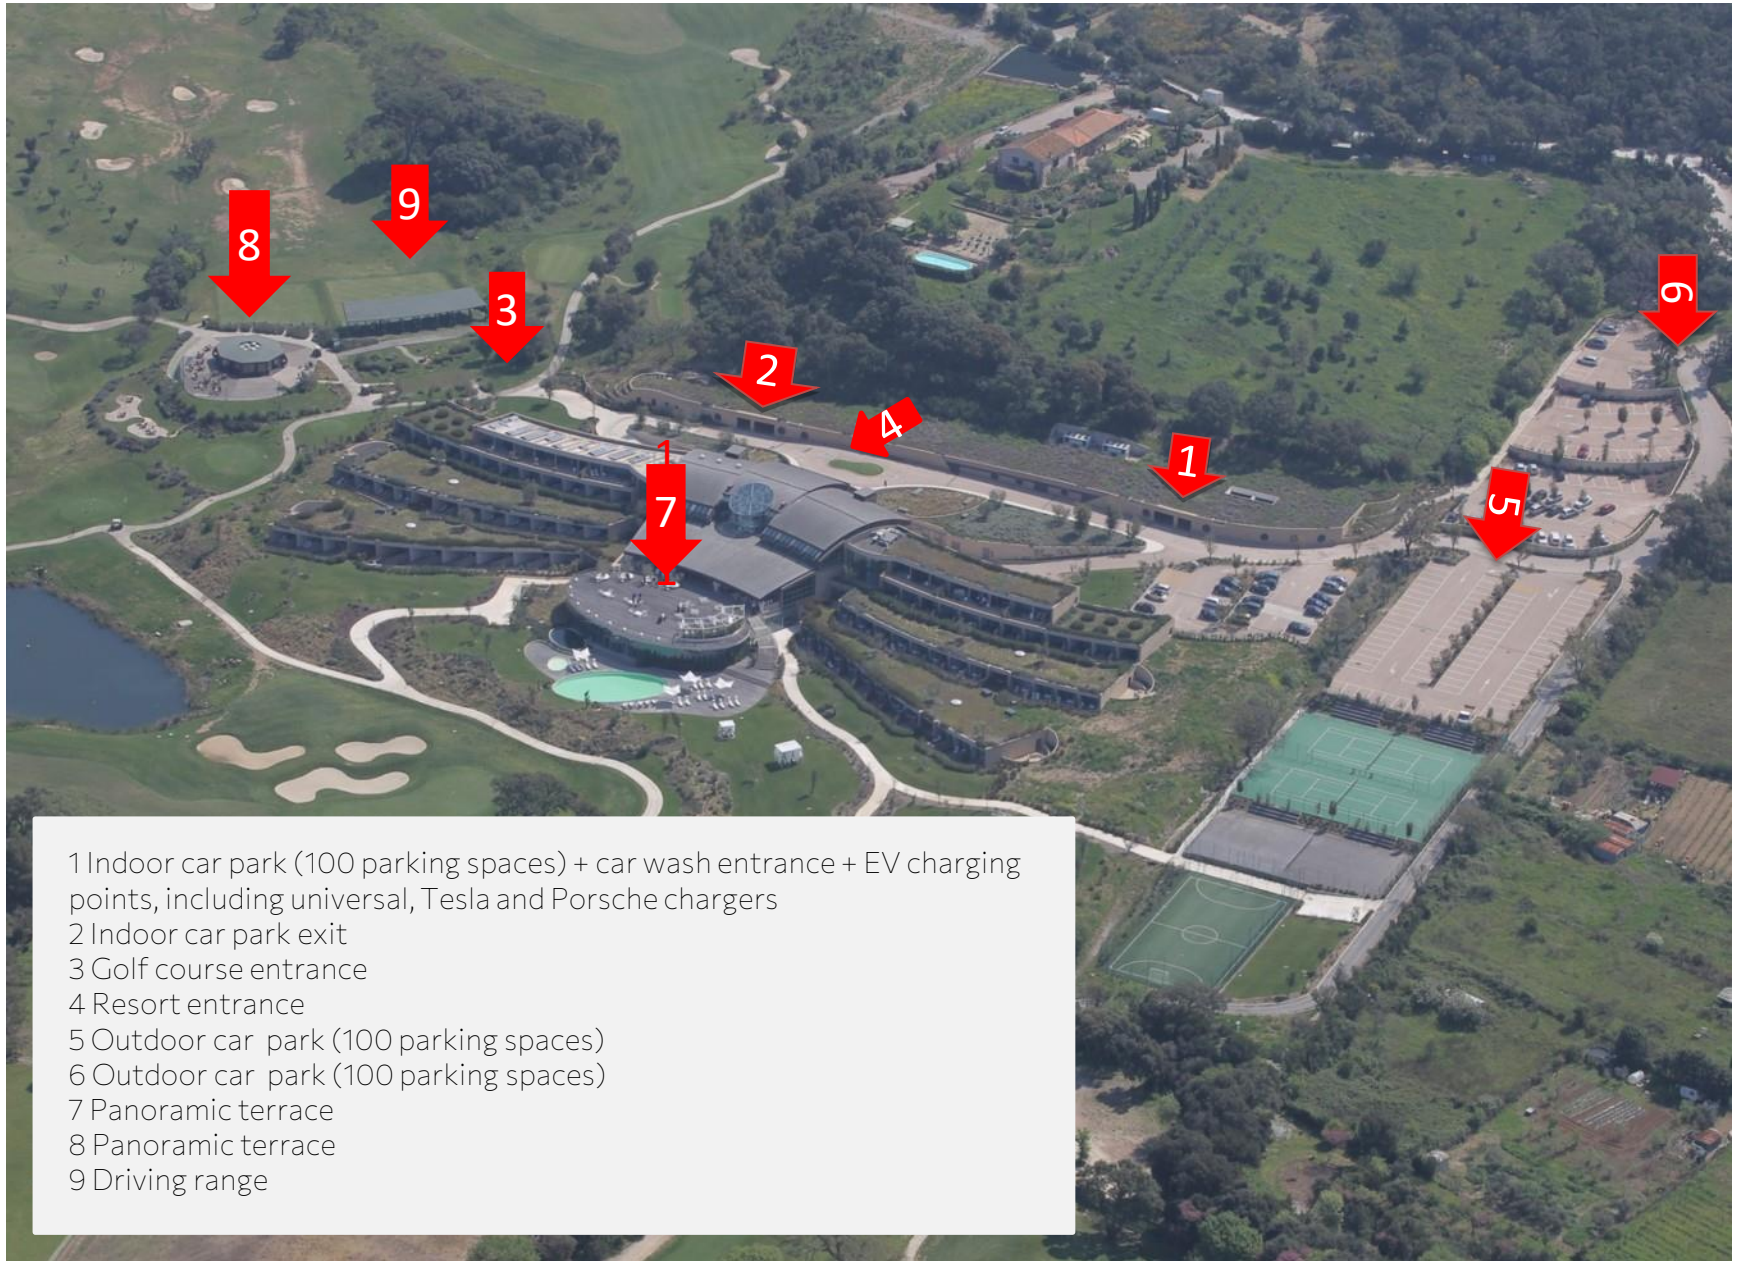 8
9
3
2
4
1
6
5
1
7
1
1 Indoor car park (100 parking spaces) + car wash entrance + EV charging
points, including universal, Tesla and Porsche chargers
2 Indoor car park exit
3 Golf course entrance
4 Resort entrance
5 Outdoor car  park (100 parking spaces)
6 Outdoor car  park (100 parking spaces)
7 Panoramic terrace
8 Panoramic terrace
9 Driving range